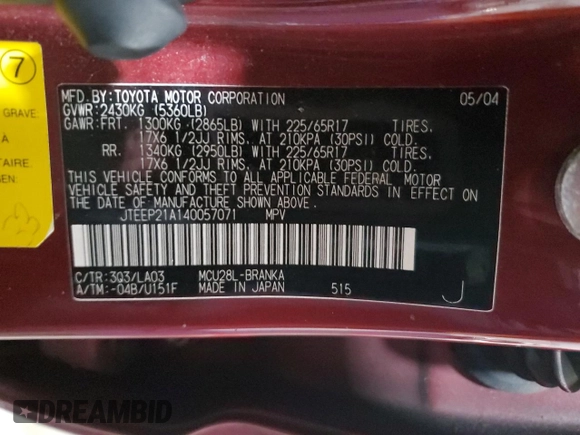 7
GRAVE
À
TAIRE.
EN:
MFD. BY: TOYOTA MOTOR CORPORATION 05/04
GVWR: 2430KG (5360LB)
GAWR: FRT. 1300KG (2865LB) WITH 225/65R17 TIRES.
17X6 1/2JJ RIMS, AT 210KPA (30PSI) COLD.
RR. 1340KG (2950LB) WITH 225/65R17 TIRES.
17X6 1/2JJ RIMS, AT 210KPA (30PSI) COLD.
THIS VEHICLE CONFORMS TO ALL APPLICABLE FEDERAL MOTOR
VEHICLE SAFETY AND THEFT PREVENTION STANDARDS IN EFFECT ON
THE DATE OF MANUFACTURE SHOWN ABOVE.
JTEEP21A140057071 MPV
C/TR: 3Q3/LA03 MCU28L-BRANKA
A/TM: -04B/U151F MADE IN JAPAN 515 J
DREAMBID